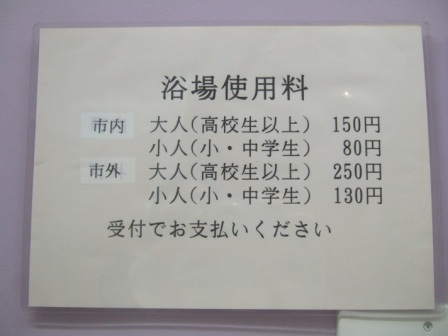 浴場使用料
市内 大人(高校生以上) 150円
小人(小・中学生) 80円
市外 大人(高校生以上) 250円
小人(小・中学生) 130円
受付でお支払いください